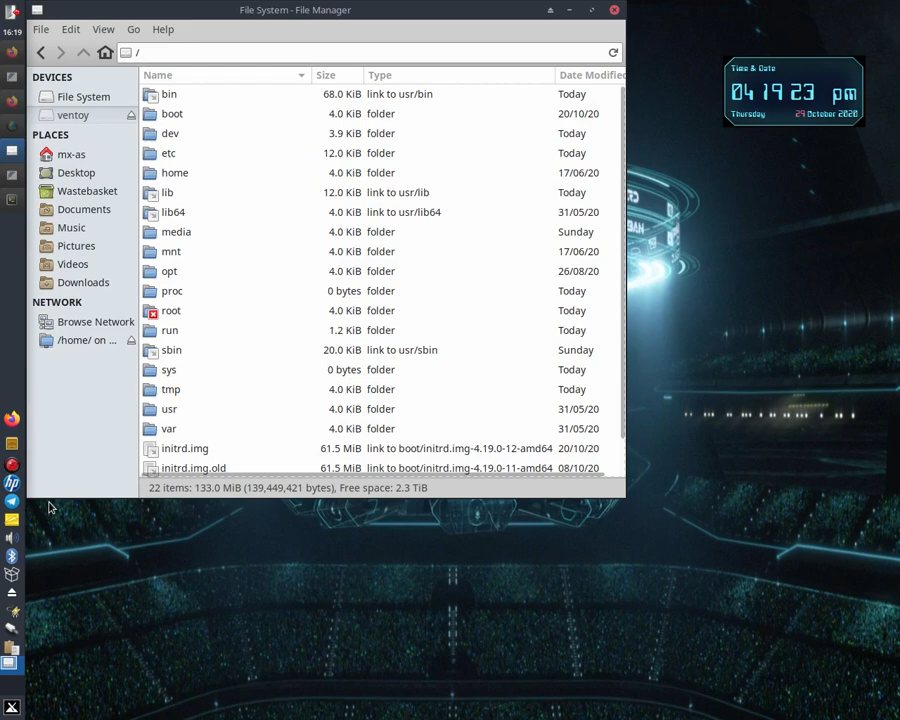 File System - File Manager
16:19
File Edit View Go Help
/
DEVICES
File System
ventoy
PLACES
mx-as
Desktop
Wastebasket
Documents
Music
Pictures
Videos
Downloads
NETWORK
Browse Network
/home/ on ...
Name Size Type Date Modified
bin 68.0 KiB link to usr/bin Today
boot 4.0 KiB folder 20/10/20
dev 3.9 KiB folder Today
etc 12.0 KiB folder Today
home 4.0 KiB folder 17/06/20
lib 12.0 KiB link to usr/lib Today
lib64 4.0 KiB link to usr/lib64 31/05/20
media 4.0 KiB folder Sunday
mnt 4.0 KiB folder 17/06/20
opt 4.0 KiB folder 26/08/20
proc 0 bytes folder Today
root 4.0 KiB folder Today
run 1.2 KiB folder Today
sbin 20.0 KiB link to usr/sbin Sunday
sys 0 bytes folder Today
tmp 4.0 KiB folder Today
usr 4.0 KiB folder 31/05/20
var 4.0 KiB folder 31/05/20
initrd.img 61.5 MiB link to boot/initrd.img-4.19.0-12-amd64 20/10/20
initrd.img.old 61.5 MiB link to boot/initrd.img-4.19.0-11-amd64 08/10/20
22 items: 133.0 MiB (139,449,421 bytes), Free space: 2.3 TiB
Time & Date
04 19 23 pm
Thursday 29 October 2020
hp